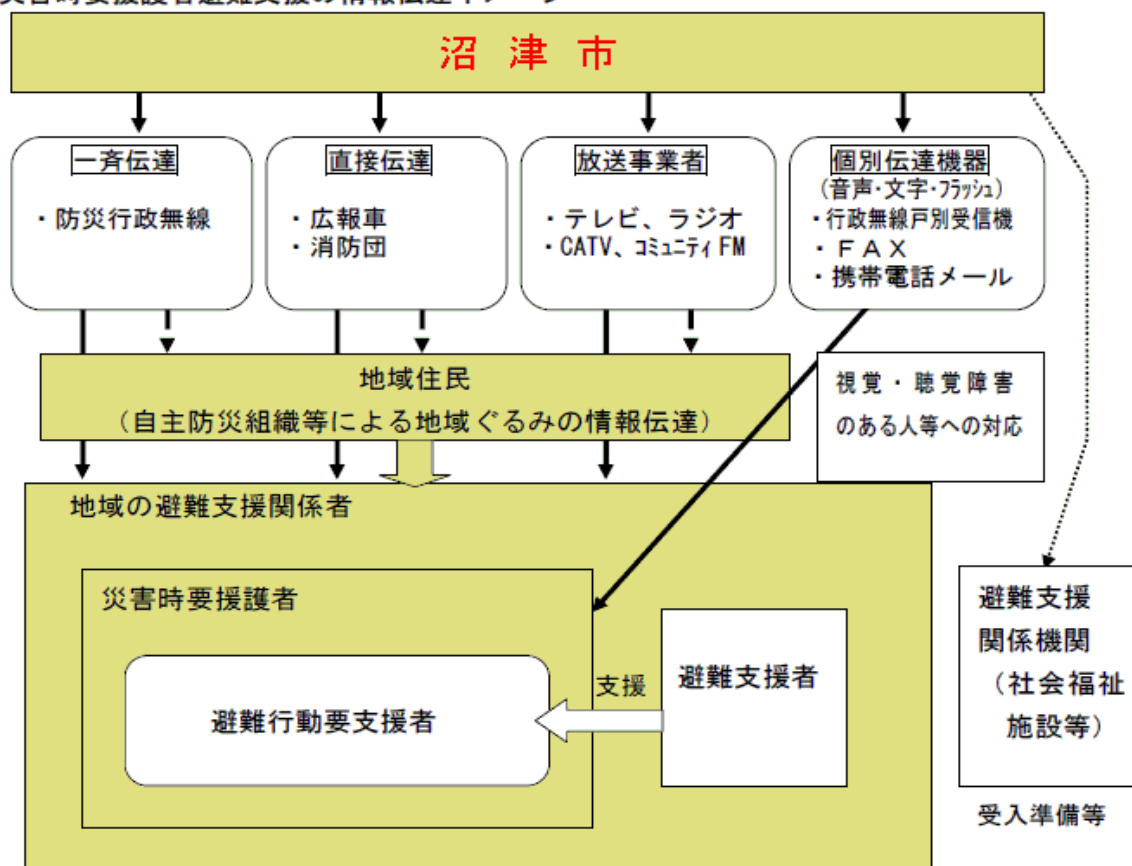 沼津市
一斉伝達
・防災行政無線
直接伝達
・広報車
・消防団
放送事業者
・テレビ、ラジオ
・CATV、コミュニティFM
個別伝達機器
(音声・文字・フラッシュ)
・行政無線戸別受信機
・FAX
・携帯電話メール
地域住民
(自主防災組織等による地域ぐるみの情報伝達)
視覚・聴覚障害
のある人等への対応
地域の避難支援関係者
災害時要援護者
避難行動要支援者
支援
避難支援者
避難支援
関係機関
(社会福祉
施設等)
受入準備等